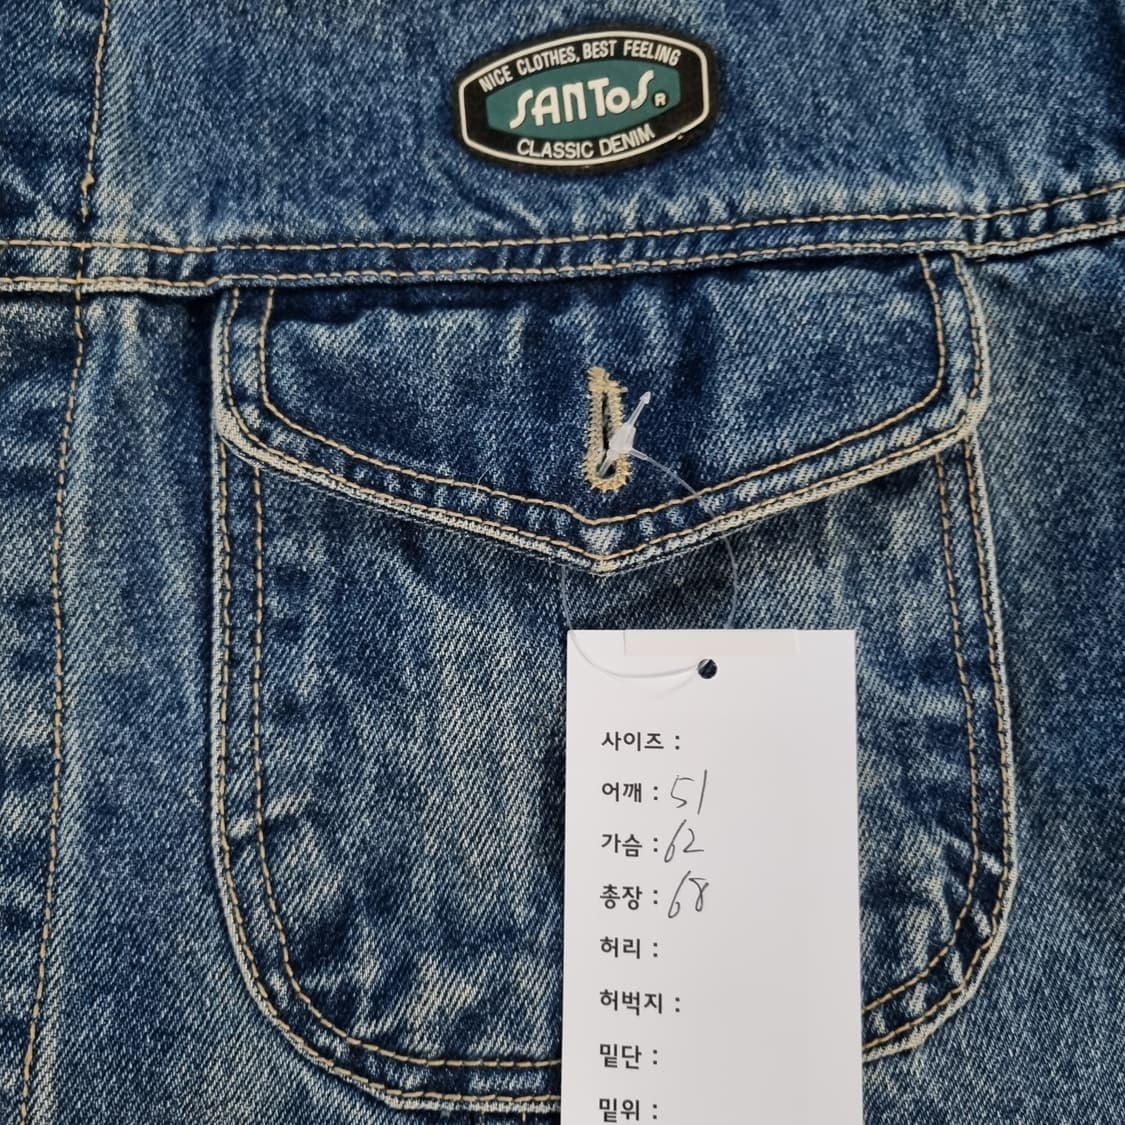 NICE CLOTHES, BEST FEELING
SANTOS R
CLASSIC DENIM
사이즈 :
어깨 : 51
가슴 : 62
총장 : 68
허리 :
허벅지 :
밑단 :
밑위 :